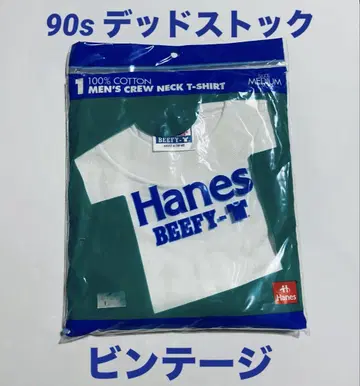 90s デッドストック
1 100% COTTON
MEN'S CREW NECK T-SHIRT
SIZE
MEDIUM
BEEFY-T
Hanes
BEEFY-T
Hanes
ビンテージ